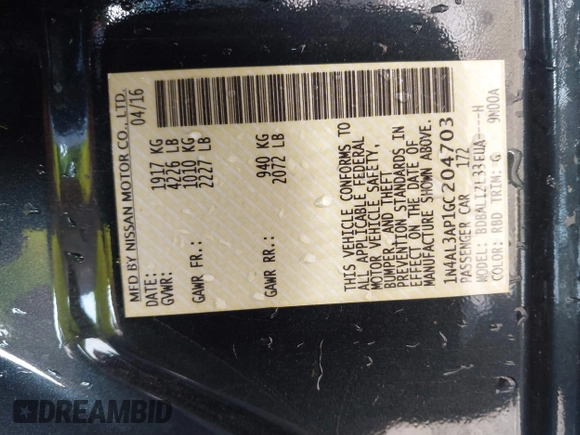 MFD BY NISSAN MOTOR CO., LTD.
DATE: 04/16
GVWR: 1917 KG
4226 LB
GAWR FR.: 1010 KG
2227 LB
GAWR RR.: 940 KG
2072 LB
THIS VEHICLE CONFORMS TO
ALL APPLICABLE FEDERAL
MOTOR VEHICLE SAFETY,
BUMPER, AND THEFT
PREVENTION STANDARDS IN
EFFECT ON THE DATE OF
MANUFACTURE SHOWN ABOVE.
1N4AL3AP1GC204703
PASSENGER CAR 172
MODEL: BDBALI2L33EUA----H
COLOR: RBD TRIM: G 9M00A
DREAMBID